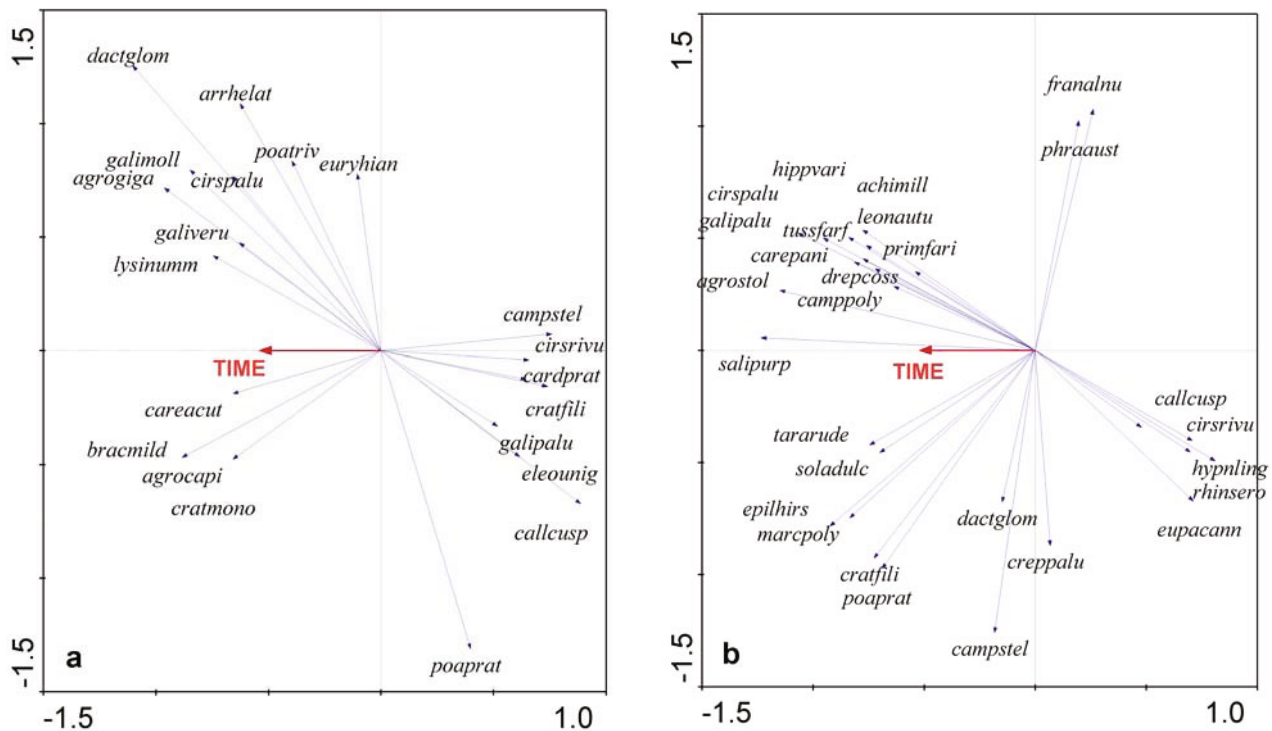 1.5
dactglom
arrhelat
poatriv
euryhian
galimoll
cirspalu
agrogiga
galiveru
lysinumm
campstel
cirsrivu
TIME
cardprat
careacut
cratfili
galipalu
bracmild
agrocapi
eleounig
cratmono
callcusp
poaprat
a
-1.5
-1.5
1.0
1.5
franalnu
phraaust
hippvari
achimill
cirspalu
leonautu
galipalu
tussfarf
primfari
carepani
drepcoss
agrostol
camppoly
salipurp
TIME
callcusp
cirsrivu
tararude
hypnling
soladulc
rhinsero
epilhirs
dactglom
eupacann
marcpoly
creppalu
cratfili
poaprat
campstel
b
-1.5
-1.5
1.0